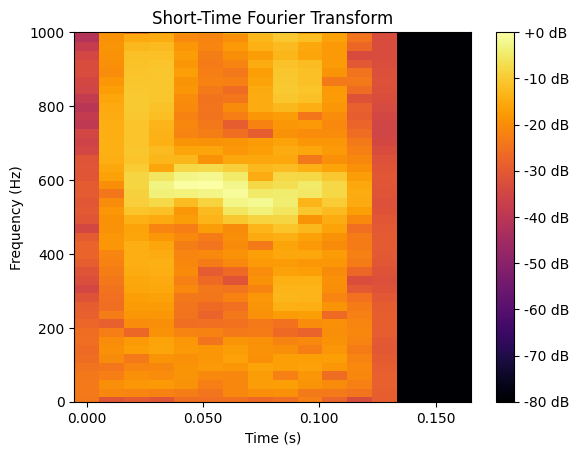 Short-Time Fourier Transform
Frequency (Hz)
1000
800
600
400
200
0
0.000
0.050
0.100
0.150
Time (s)
+0 dB
-10 dB
-20 dB
-30 dB
-40 dB
-50 dB
-60 dB
-70 dB
-80 dB